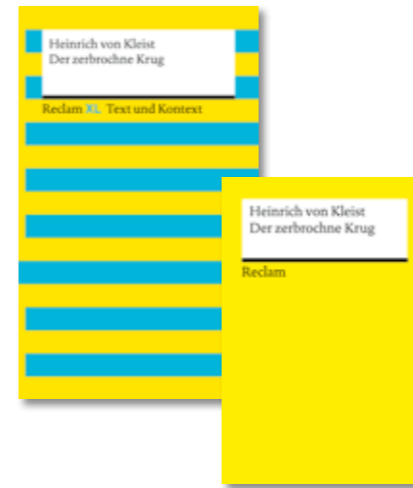 Heinrich von Kleist
Der zerbrochne Krug
Reclam XL Text und Kontext
Heinrich von Kleist
Der zerbrochne Krug
Reclam